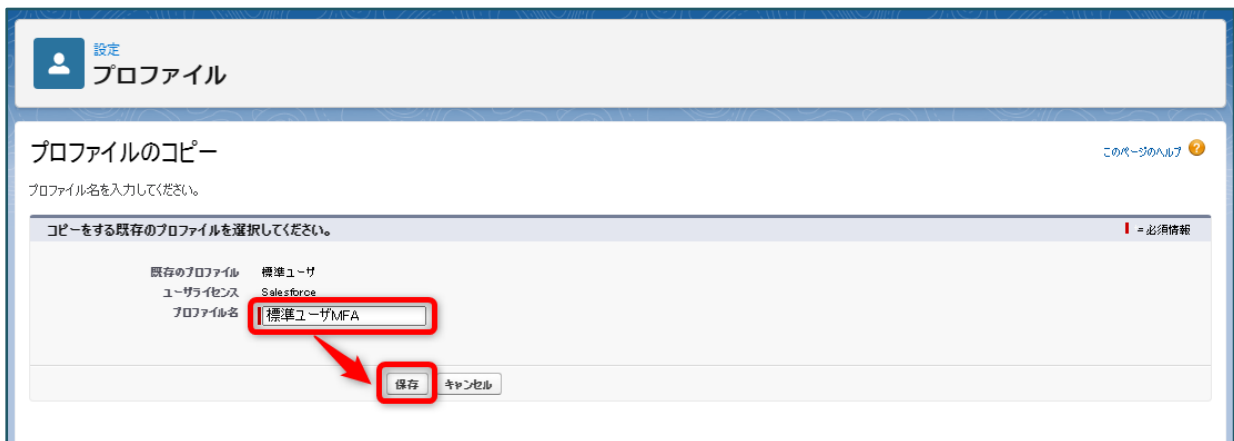 設定
プロファイル
プロファイルのコピー
このページのヘルプ ?
プロファイル名を入力してください。
コピーをする既存のプロファイルを選択してください。
= 必須情報
既存のプロファイル 標準ユーザ
ユーザライセンス Salesforce
プロファイル名 標準ユーザMFA
保存 キャンセル